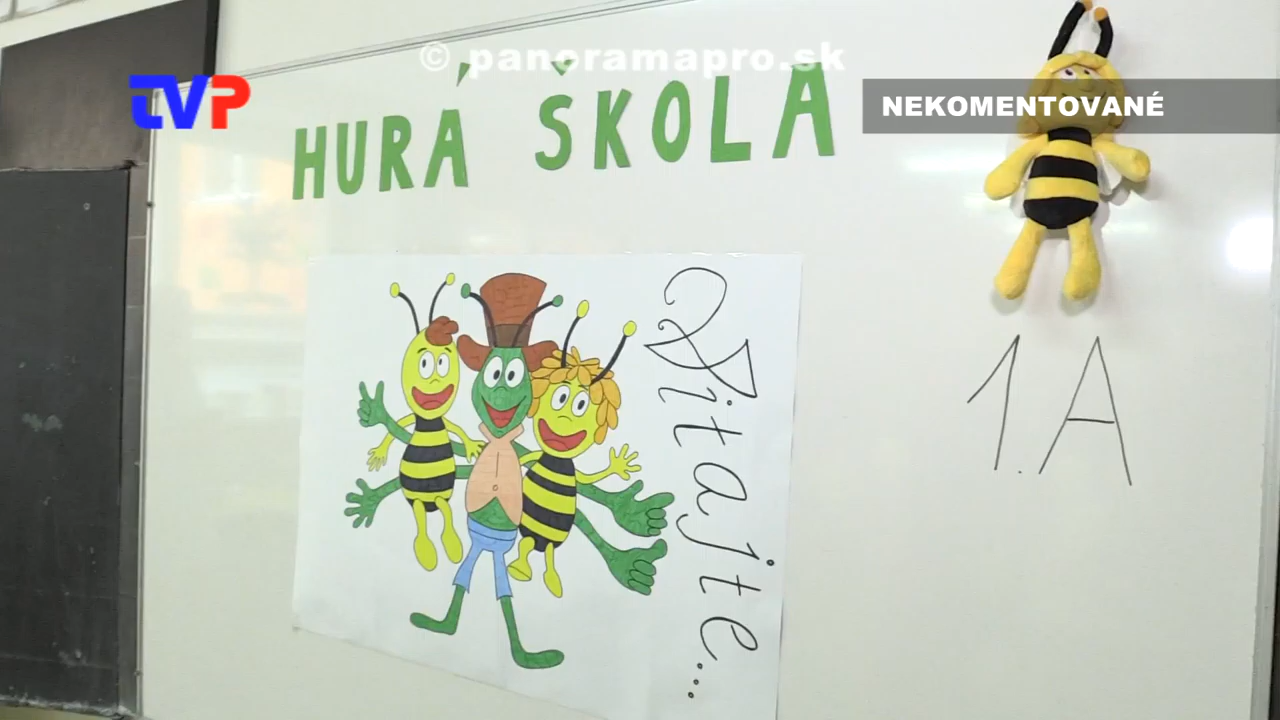 © panoramapro.sk
TVP
NEKOMENTOVANÉ
HURÁ ŠKOLA
Vitajte...
1.A